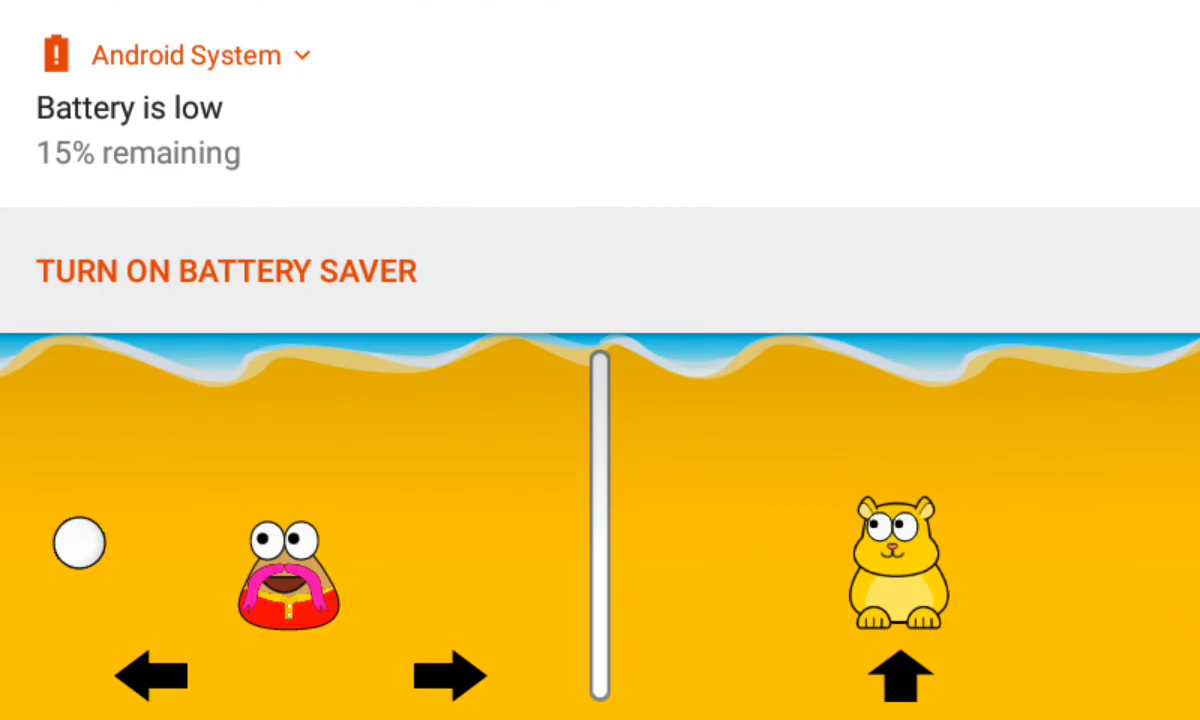 Android System
Battery is low
15% remaining
TURN ON BATTERY SAVER